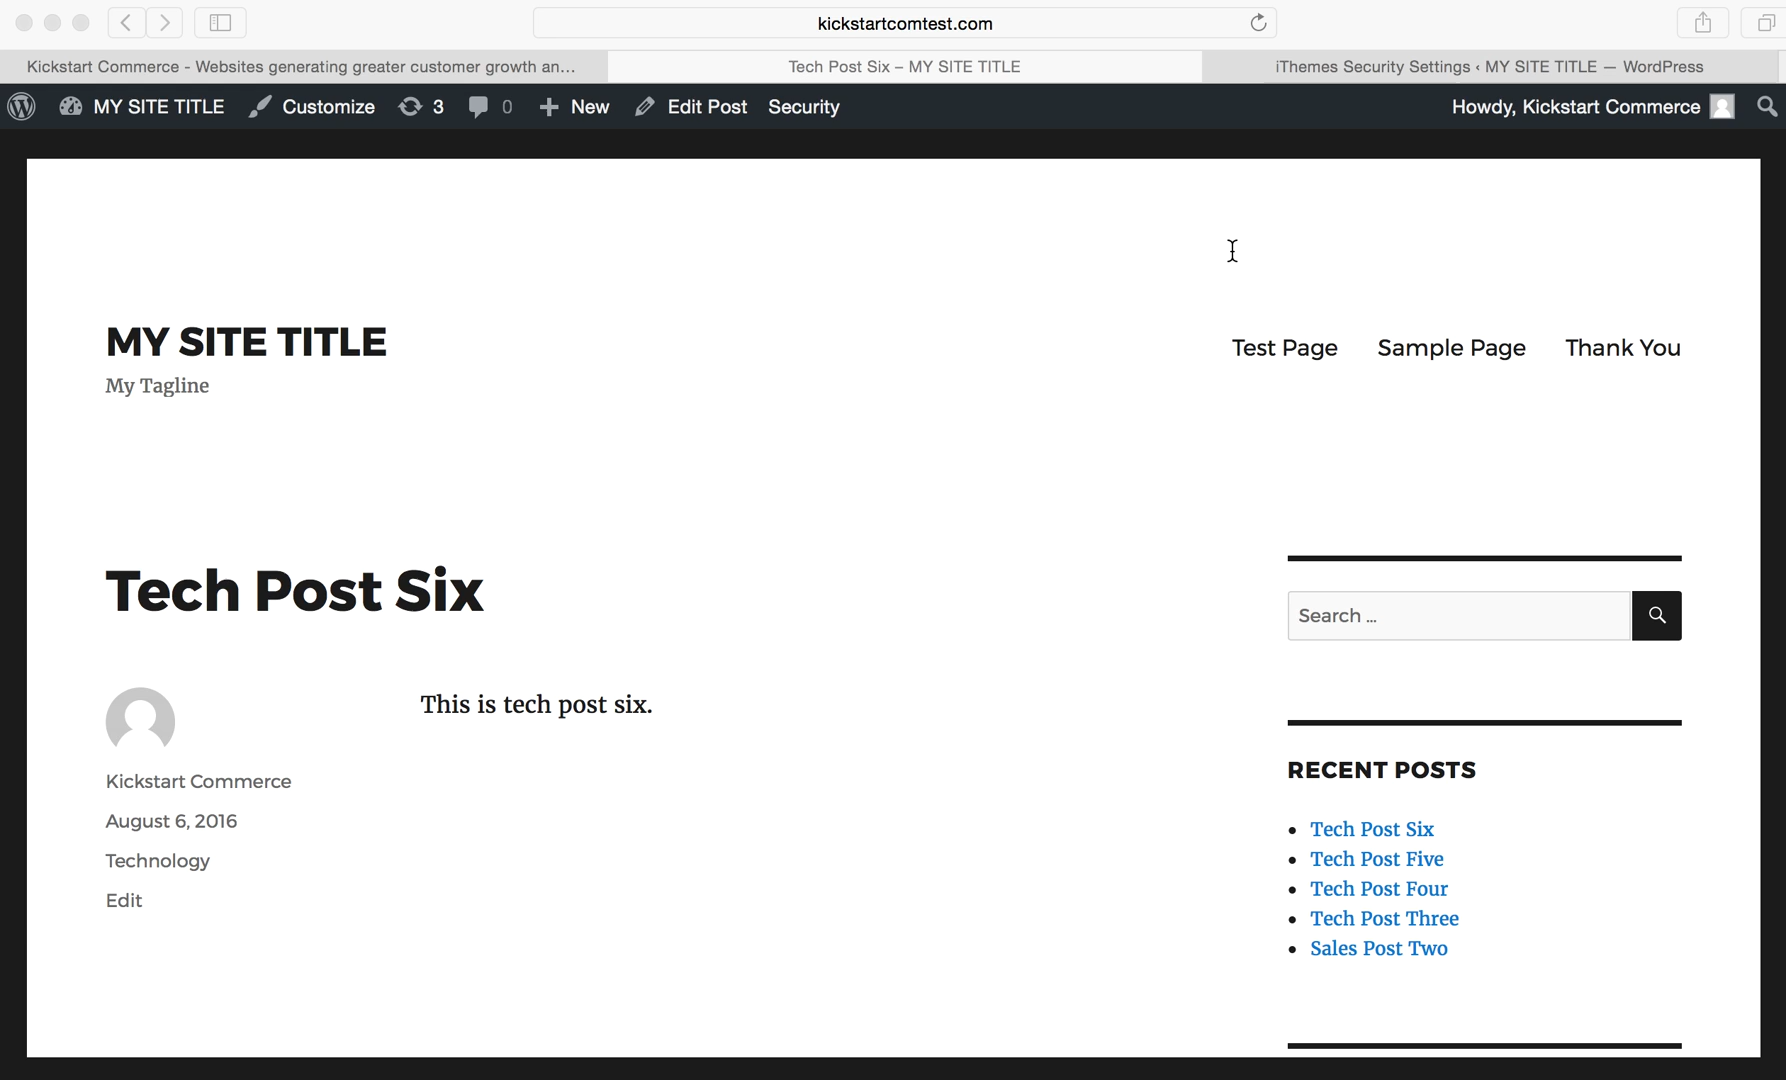 kickstartcomtest.com
Kickstart Commerce - Websites generating greater customer growth an...
Tech Post Six – MY SITE TITLE
iThemes Security Settings ‹ MY SITE TITLE — WordPress
MY SITE TITLE Customize 3 0 New Edit Post Security Howdy, Kickstart Commerce
MY SITE TITLE
My Tagline
Test Page Sample Page Thank You
Tech Post Six
This is tech post six.
Kickstart Commerce
August 6, 2016
Technology
Edit
Search ...
RECENT POSTS
Tech Post Six
Tech Post Five
Tech Post Four
Tech Post Three
Sales Post Two